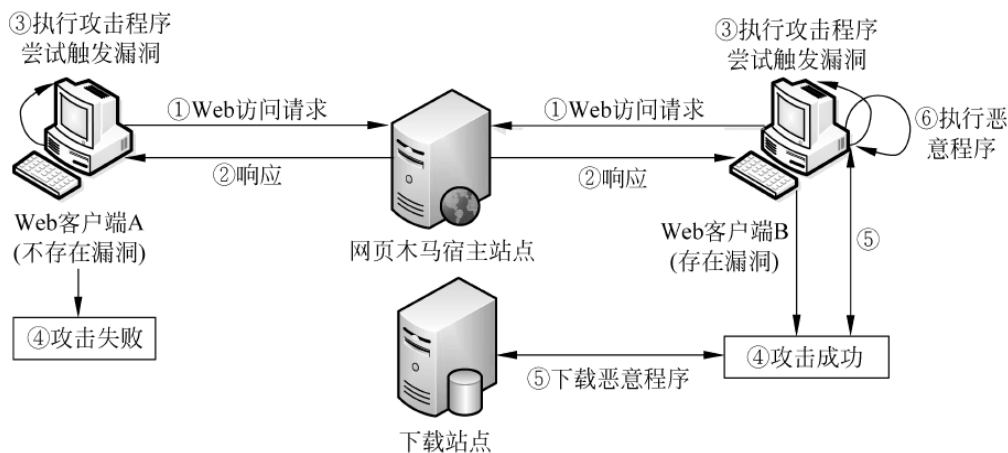 ③执行攻击程序
尝试触发漏洞
③执行攻击程序
尝试触发漏洞
①Web访问请求
①Web访问请求
⑥执行恶
意程序
②响应
②响应
Web客户端A
(不存在漏洞)
网页木马宿主站点
Web客户端B
(存在漏洞)
⑤
④攻击失败
④攻击成功
⑤下载恶意程序
下载站点